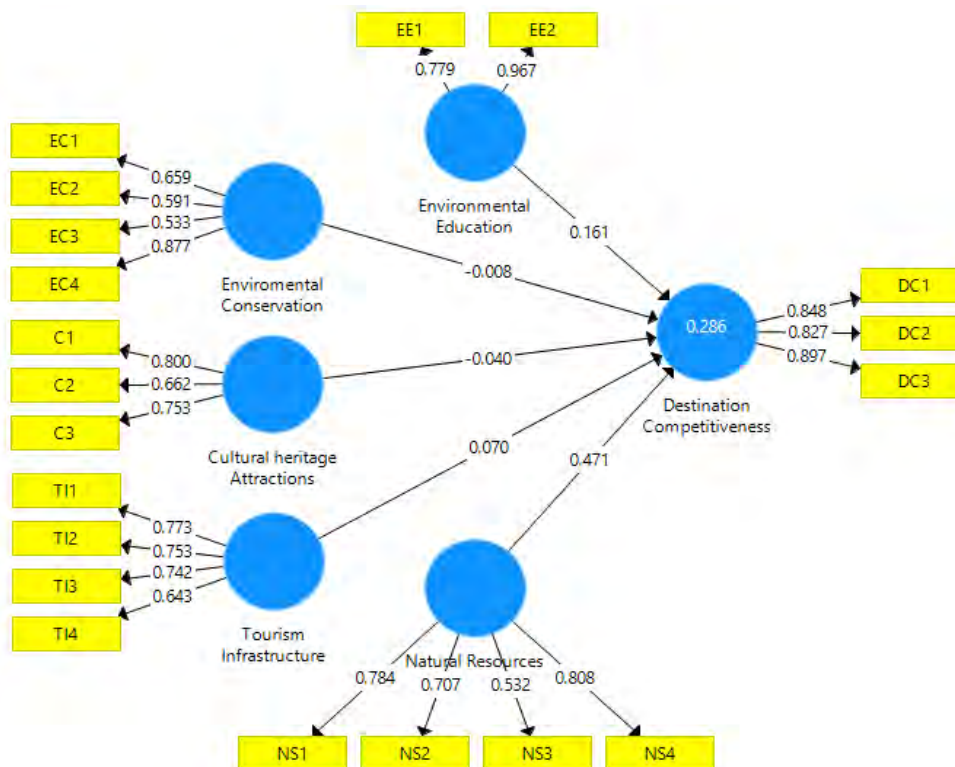 EE1
EE2
0.779
0.967
Environmental
Education
0.161
EC1
EC2
EC3
EC4
0.659
0.591
0.533
0.877
Enviromental
Conservation
-0.008
C1
C2
C3
0.800
0.662
0.753
Cultural heritage
Attractions
-0.040
TI1
TI2
TI3
TI4
0.773
0.753
0.742
0.643
Tourism
Infrastructure
0.070
0.286
Destination
Competitiveness
0.848
0.827
0.897
DC1
DC2
DC3
0.471
Natural Resources
0.784
0.707
0.532
0.808
NS1
NS2
NS3
NS4